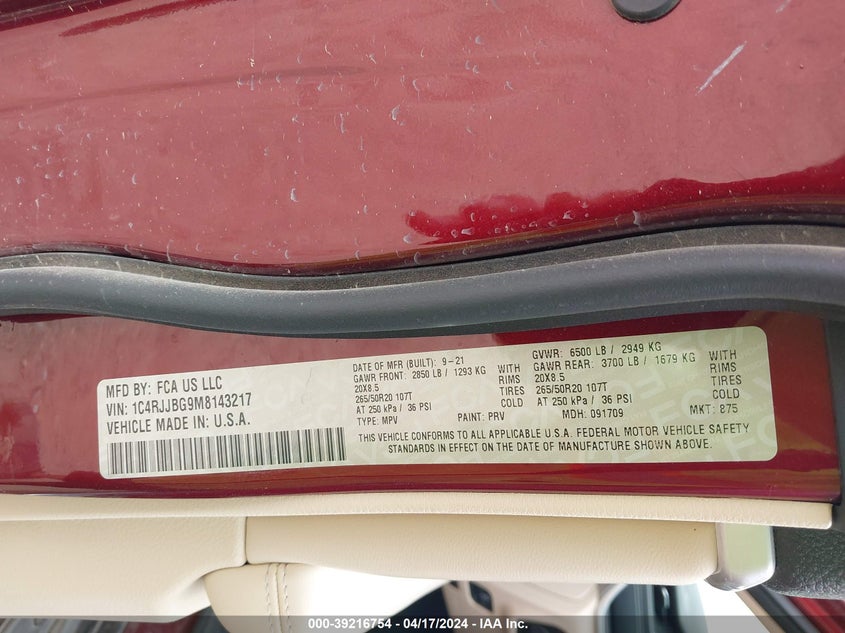 MFD BY: FCA US LLC
VIN: 1C4RJJBG9M8143217
VEHICLE MADE IN: U.S.A.
DATE OF MFR (BUILT): 9-21
GVWR: 6500 LB / 2949 KG
GAWR FRONT: 2850 LB / 1293 KG WITH
20X8.5 RIMS
265/50R20 107T TIRES
AT 250 kPa / 36 PSI COLD
GAWR REAR: 3700 LB / 1679 KG WITH
20X8.5 RIMS
265/50R20 107T TIRES
AT 250 kPa / 36 PSI COLD
TYPE: MPV PAINT: PRV MDH: 091709 MKT: B75
THIS VEHICLE CONFORMS TO ALL APPLICABLE U.S.A. FEDERAL MOTOR VEHICLE SAFETY
STANDARDS IN EFFECT ON THE DATE OF MANUFACTURE SHOWN ABOVE.
000-39216754 - 04/17/2024 - IAA Inc.